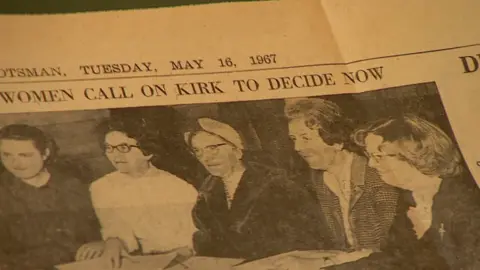 OTSMAN, TUESDAY, MAY 16, 1967
WOMEN CALL ON KIRK TO DECIDE NOW